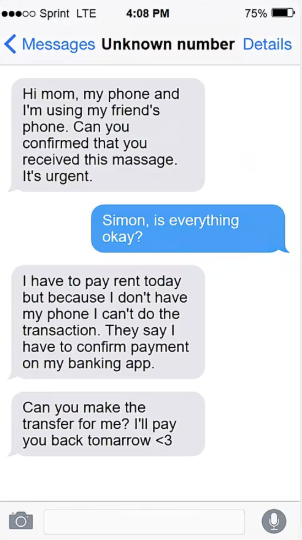 Sprint LTE 4:08 PM 75%
Messages Unknown number Details
Hi mom, my phone and
I'm using my friend's
phone. Can you
confirmed that you
received this massage.
It's urgent.
Simon, is everything
okay?
I have to pay rent today
but because I don't have
my phone I can't do the
transaction. They say I
have to confirm payment
on my banking app.
Can you make the
transfer for me? I'll pay
you back tomarrow <3